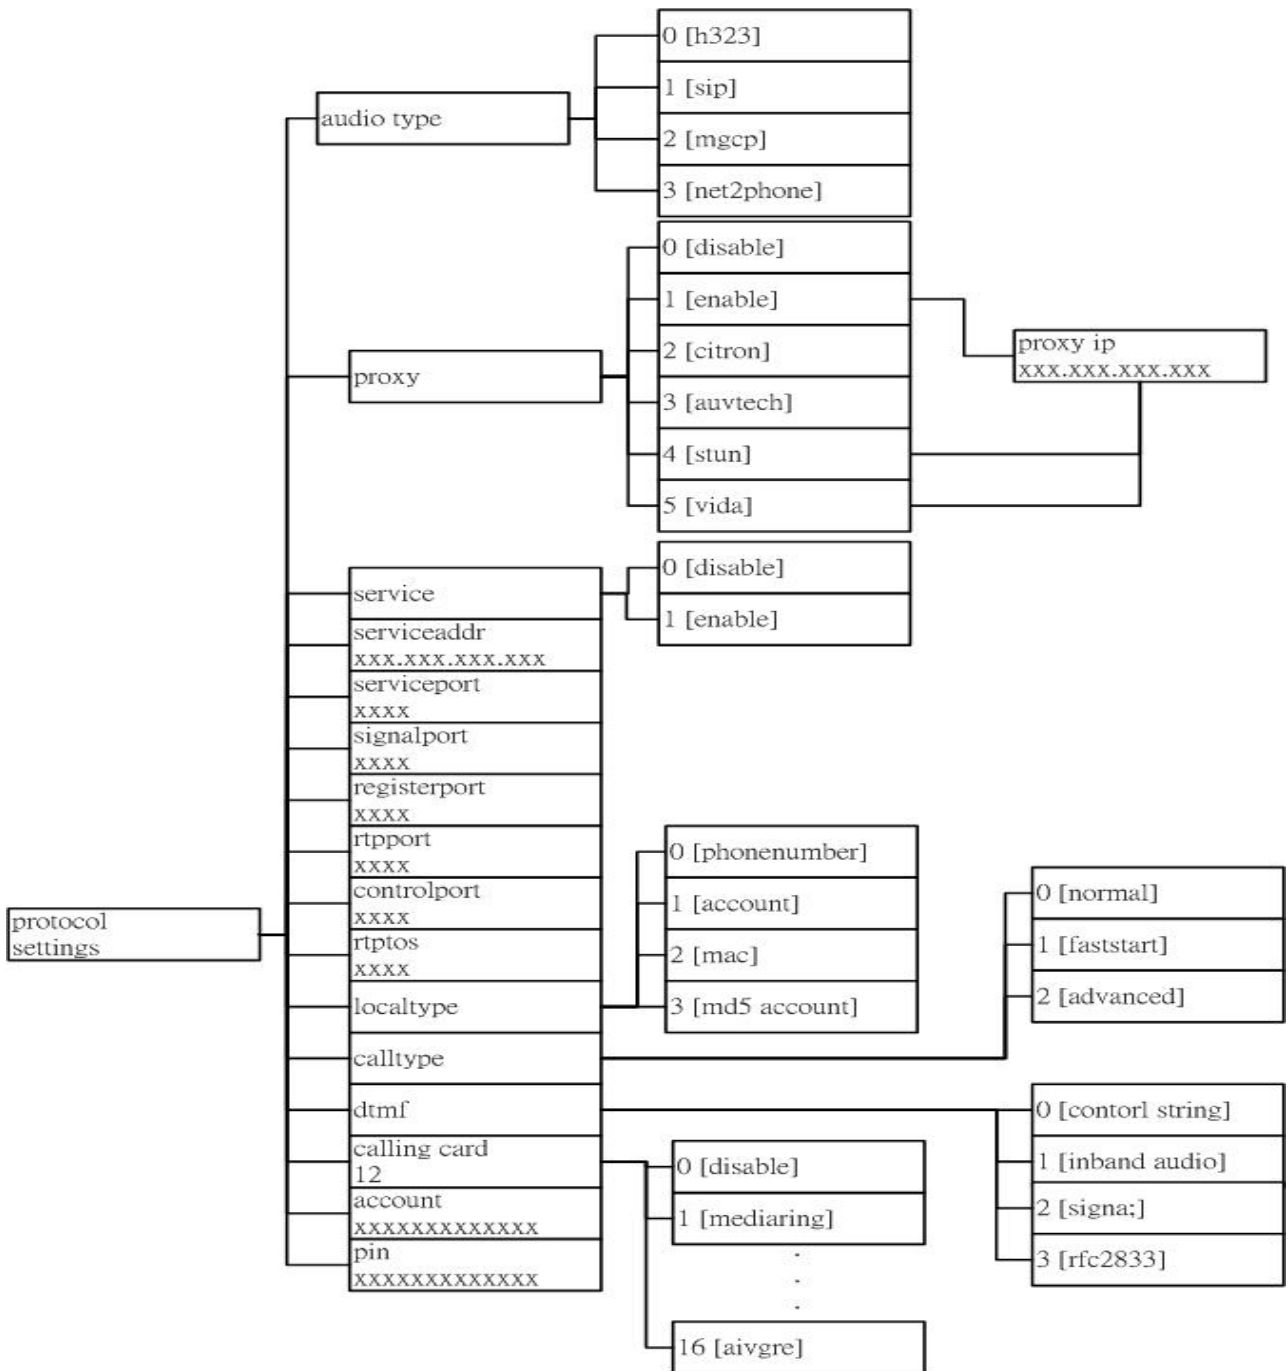 protocol
settings
audio type
0 [h323]
1 [sip]
2 [mgcp]
3 [net2phone]
proxy
0 [disable]
1 [enable]
2 [citron]
3 [auvtech]
4 [stun]
5 [vida]
proxy ip
xxx.xxx.xxx.xxx
service
0 [disable]
1 [enable]
serviceaddr
xxx.xxx.xxx.xxx
serviceport
xxxx
signalport
xxxx
registerport
xxxx
rtpport
xxxx
controlport
xxxx
rtptos
xxxx
localtype
0 [phonenumber]
1 [account]
2 [mac]
3 [md5 account]
calltype
0 [normal]
1 [faststart]
2 [advanced]
dtmf
0 [contorl string]
1 [inband audio]
2 [signa;]
3 [rfc2833]
calling card
12
0 [disable]
1 [mediaring]
.
.
.
16 [aivgre]
account
xxxxxxxxxxxxx
pin
xxxxxxxxxxxxx